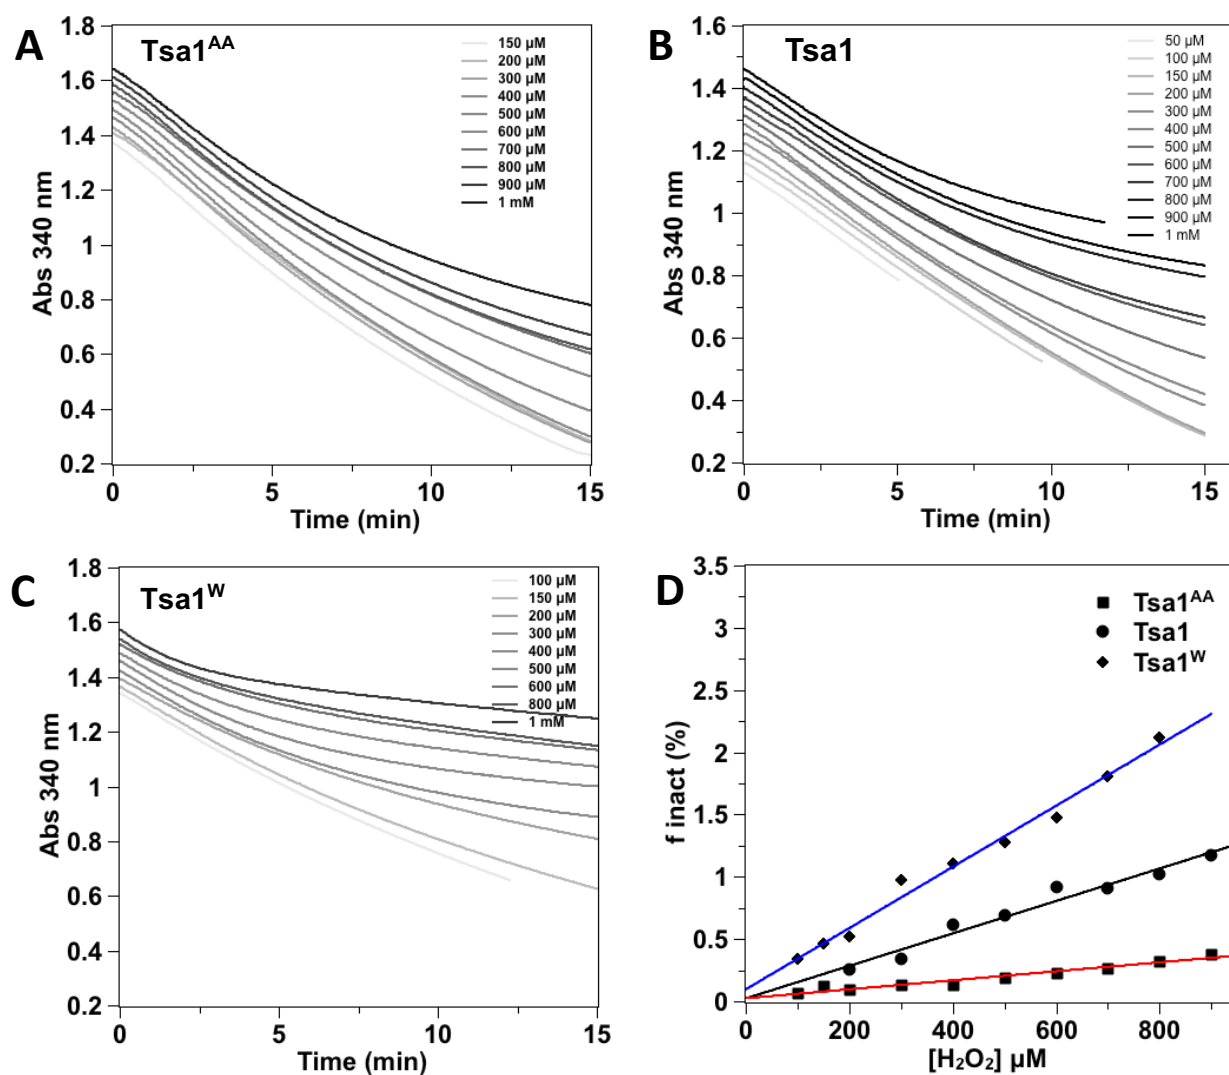 A
Tsa1ᴬᴬ
150 µM
200 µM
300 µM
400 µM
500 µM
600 µM
700 µM
800 µM
900 µM
1 mM
1.8
1.6
1.4
1.2
1
0.8
0.6
0.4
0.2
Abs 340 nm
0
5
10
15
Time (min)
B
Tsa1
50 µM
100 µM
150 µM
200 µM
300 µM
400 µM
500 µM
600 µM
700 µM
800 µM
900 µM
1 mM
1.6
1.4
1.2
1
0.8
0.6
0.4
0.2
Abs 340 nm
0
5
10
15
Time (min)
C
Tsa1ᵂ
100 µM
150 µM
200 µM
300 µM
400 µM
500 µM
600 µM
800 µM
1 mM
1.8
1.6
1.4
1.2
1
0.8
0.6
0.4
0.2
Abs 340 nm
0
5
10
15
Time (min)
D
Tsa1ᴬᴬ
Tsa1
Tsa1ᵂ
3.5
3
2.5
2
1.5
1
0.5
0
f inact (%)
0
200
400
600
800
[H₂O₂] µM